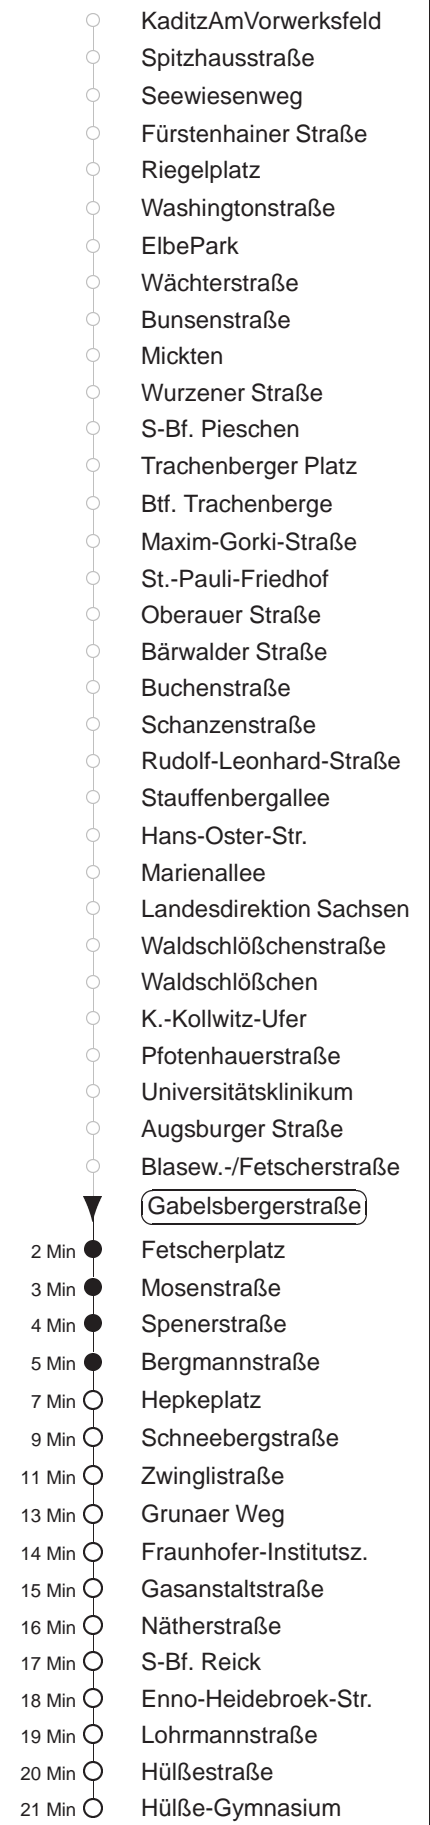 KaditzAmVorwerksfeld
Spitzhausstraße
Seewiesenweg
Fürstenhainer Straße
Riegelplatz
Washingtonstraße
ElbePark
Wächterstraße
Bunsenstraße
Mickten
Wurzener Straße
S-Bf. Pieschen
Trachenberger Platz
Btf. Trachenberge
Maxim-Gorki-Straße
St.-Pauli-Friedhof
Oberauer Straße
Bärwalder Straße
Buchenstraße
Schanzenstraße
Rudolf-Leonhard-Straße
Stauffenbergallee
Hans-Oster-Str.
Marienallee
Landesdirektion Sachsen
Waldschlößchenstraße
Waldschlößchen
K.-Kollwitz-Ufer
Pfotenhauerstraße
Universitätsklinikum
Augsburger Straße
Blasew.-/Fetscherstraße
Gabelsbergerstraße
2 Min Fetscherplatz
3 Min Mosenstraße
4 Min Spenerstraße
5 Min Bergmannstraße
7 Min Hepkeplatz
9 Min Schneebergstraße
11 Min Zwinglistraße
13 Min Grunaer Weg
14 Min Fraunhofer-Institutsz.
15 Min Gasanstaltstraße
16 Min Nätherstraße
17 Min S-Bf. Reick
18 Min Enno-Heidebroek-Str.
19 Min Lohrmannstraße
20 Min Hülßestraße
21 Min Hülße-Gymnasium